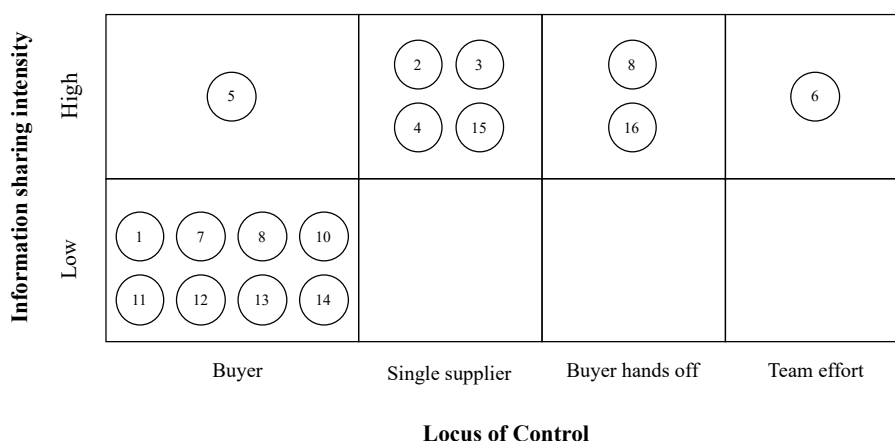 Information sharing intensity
High
Low
5
2 3
4 15
8
16
6
1 7 8 10
11 12 13 14
Buyer
Single supplier
Buyer hands off
Team effort
Locus of Control